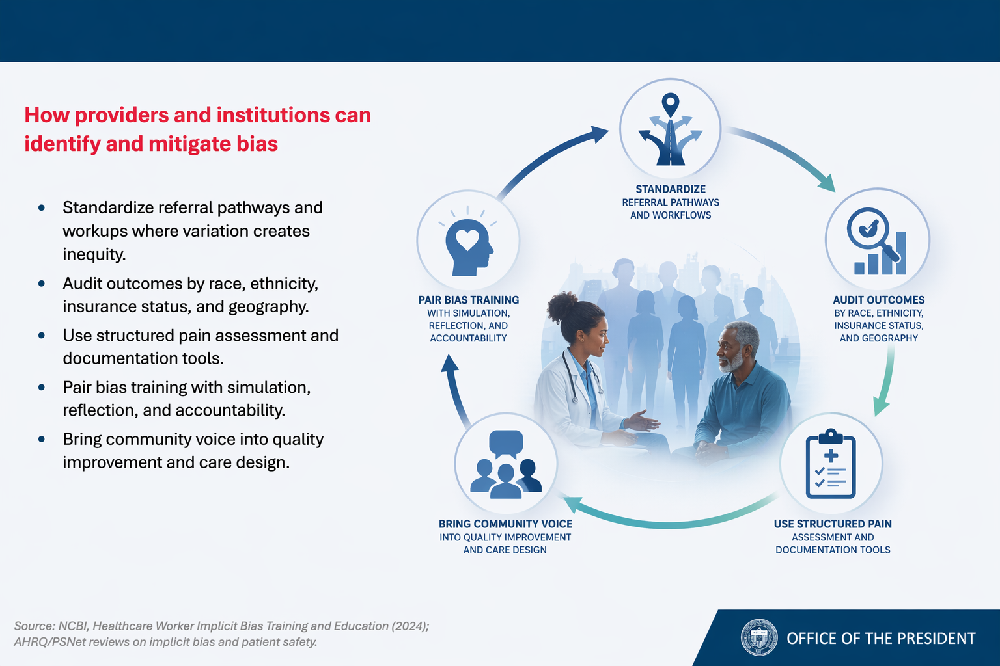 How providers and institutions can
identify and mitigate bias
• Standardize referral pathways and
workups where variation creates
inequity.
• Audit outcomes by race, ethnicity,
insurance status, and geography.
• Use structured pain assessment and
documentation tools.
• Pair bias training with simulation,
reflection, and accountability.
• Bring community voice into quality
improvement and care design.
STANDARDIZE
REFERRAL PATHWAYS
AND WORKFLOWS
AUDIT OUTCOMES
BY RACE, ETHNICITY,
INSURANCE STATUS,
AND GEOGRAPHY
USE STRUCTURED PAIN
ASSESSMENT AND
DOCUMENTATION TOOLS
BRING COMMUNITY VOICE
INTO QUALITY IMPROVEMENT
AND CARE DESIGN
PAIR BIAS TRAINING
WITH SIMULATION,
REFLECTION, AND
ACCOUNTABILITY
Source: NCBI, Healthcare Worker Implicit Bias Training and Education (2024);
AHRQ/PSNet reviews on implicit bias and patient safety.
OFFICE OF THE PRESIDENT